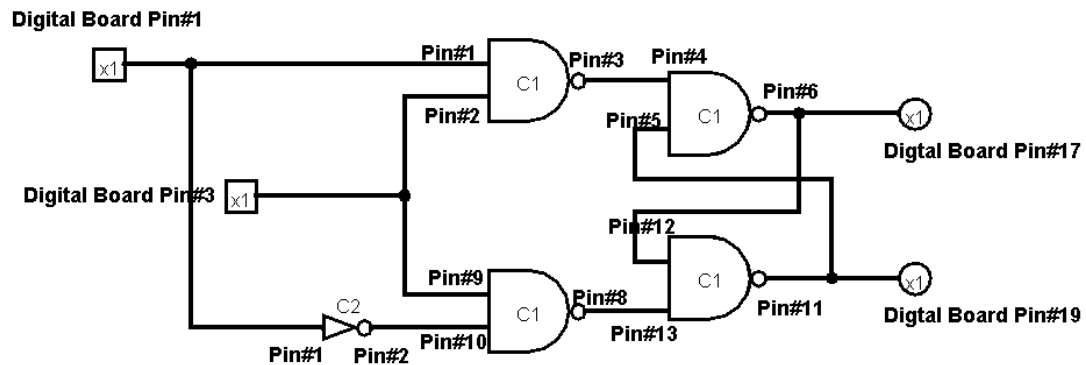 Digital Board Pin#1
x1
Pin#1
Pin#3
Pin#4
C1
Pin#6
Pin#2
Pin#5
C1
x1
Digtal Board Pin#17
Digital Board Pin#3
x1
Pin#12
Pin#9
Pin#8
C1
x1
C2
C1
Pin#11
Pin#10
Pin#13
Digtal Board Pin#19
Pin#1
Pin#2